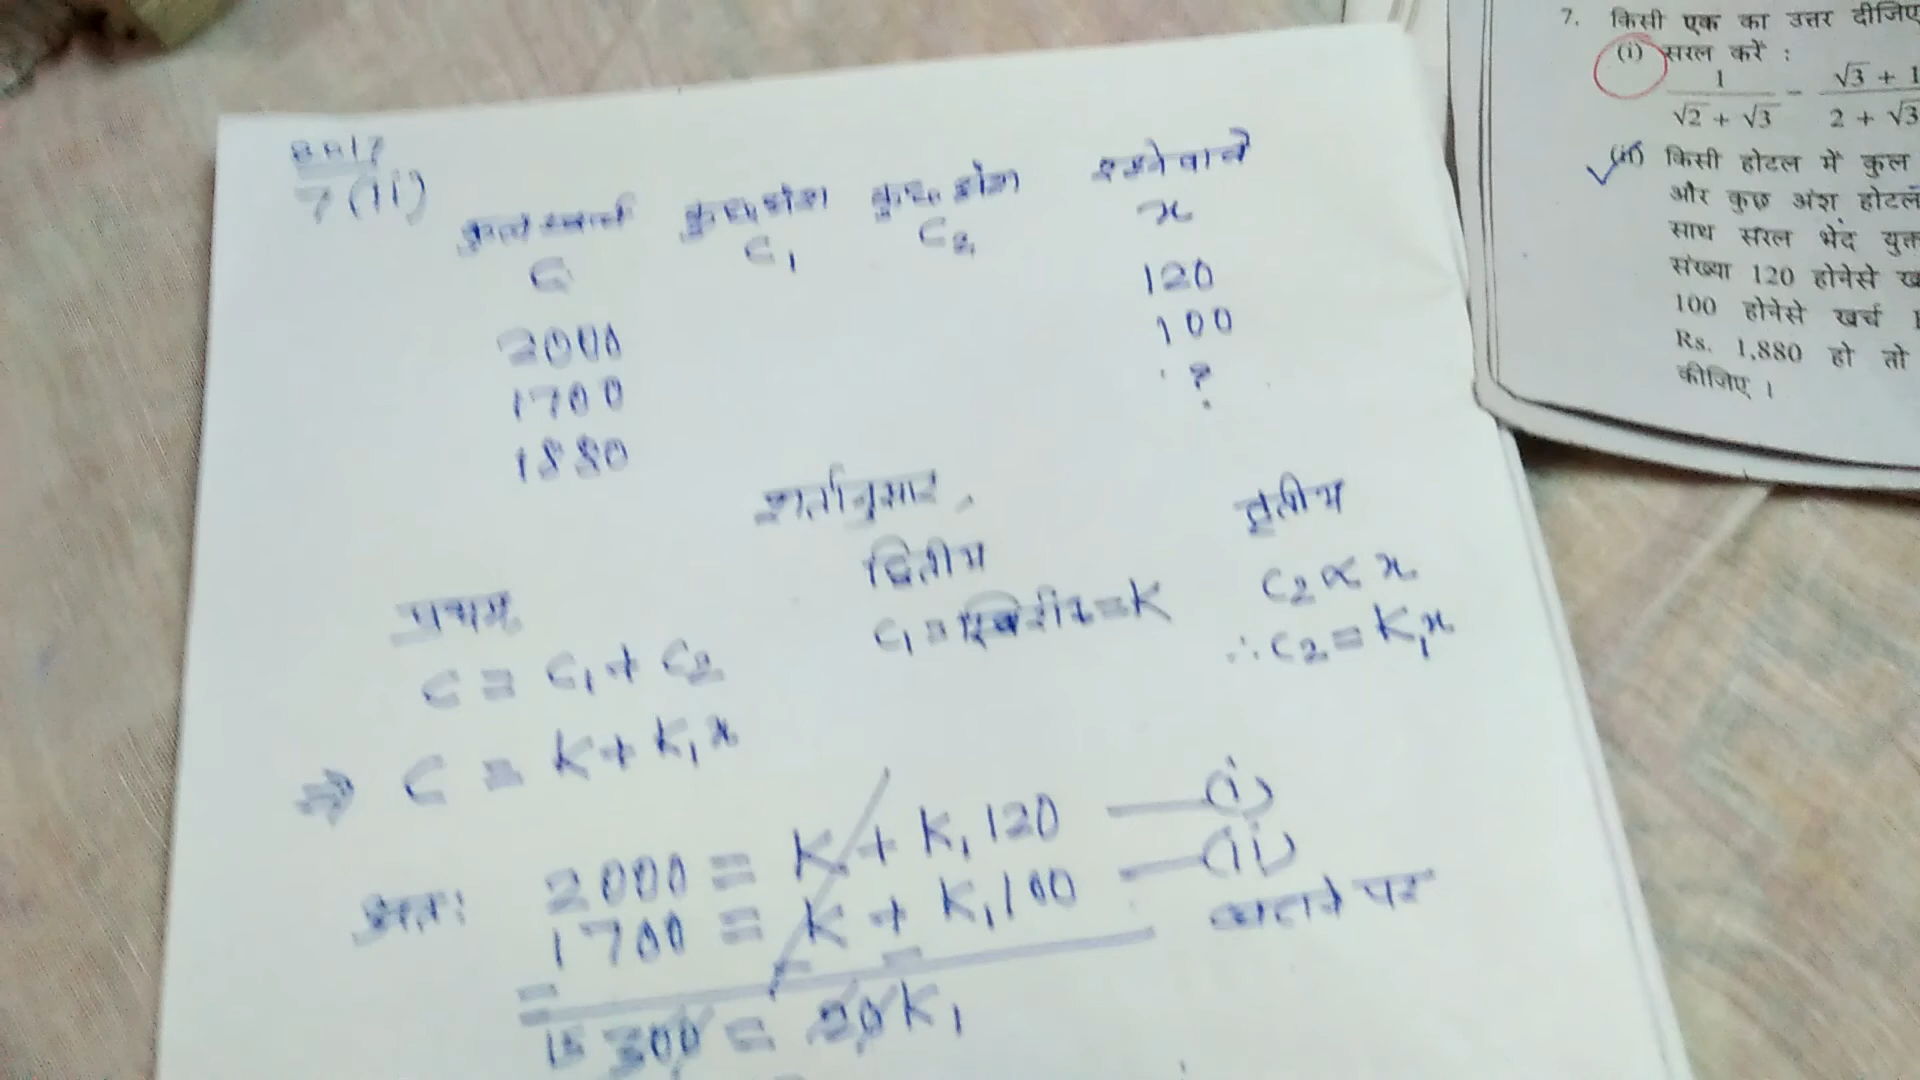 7(ii)
कुल खर्च कुछ अंश कुछ अंश रहनेवाले
C C₁ C₂ x
2000 120
1700 100
1880 ?
शर्तानुसार,
प्रथम द्वितीय तृतीय
C = C₁ + C₂ C₁ = स्थिरांक = K C₂ ∝ x
∴ C₂ = K₁x
⇒ C = K + K₁x
अतः 2000 = K + K₁120 —(i)
1700 = K + K₁100 —(ii)
घटाने पर
300 = 20K₁
7. किसी एक का उत्तर दीजिए
(i) सरल करें :
1/(√2 + √3) - (√3 + 1)/(2 + √3)
(ii) किसी होटल में कुल
और कुछ अंश होटल
साथ सरल भेद युक्त
संख्या 120 होनेसे
100 होनेसे खर्च
Rs. 1,880 हो तो
कीजिए ।